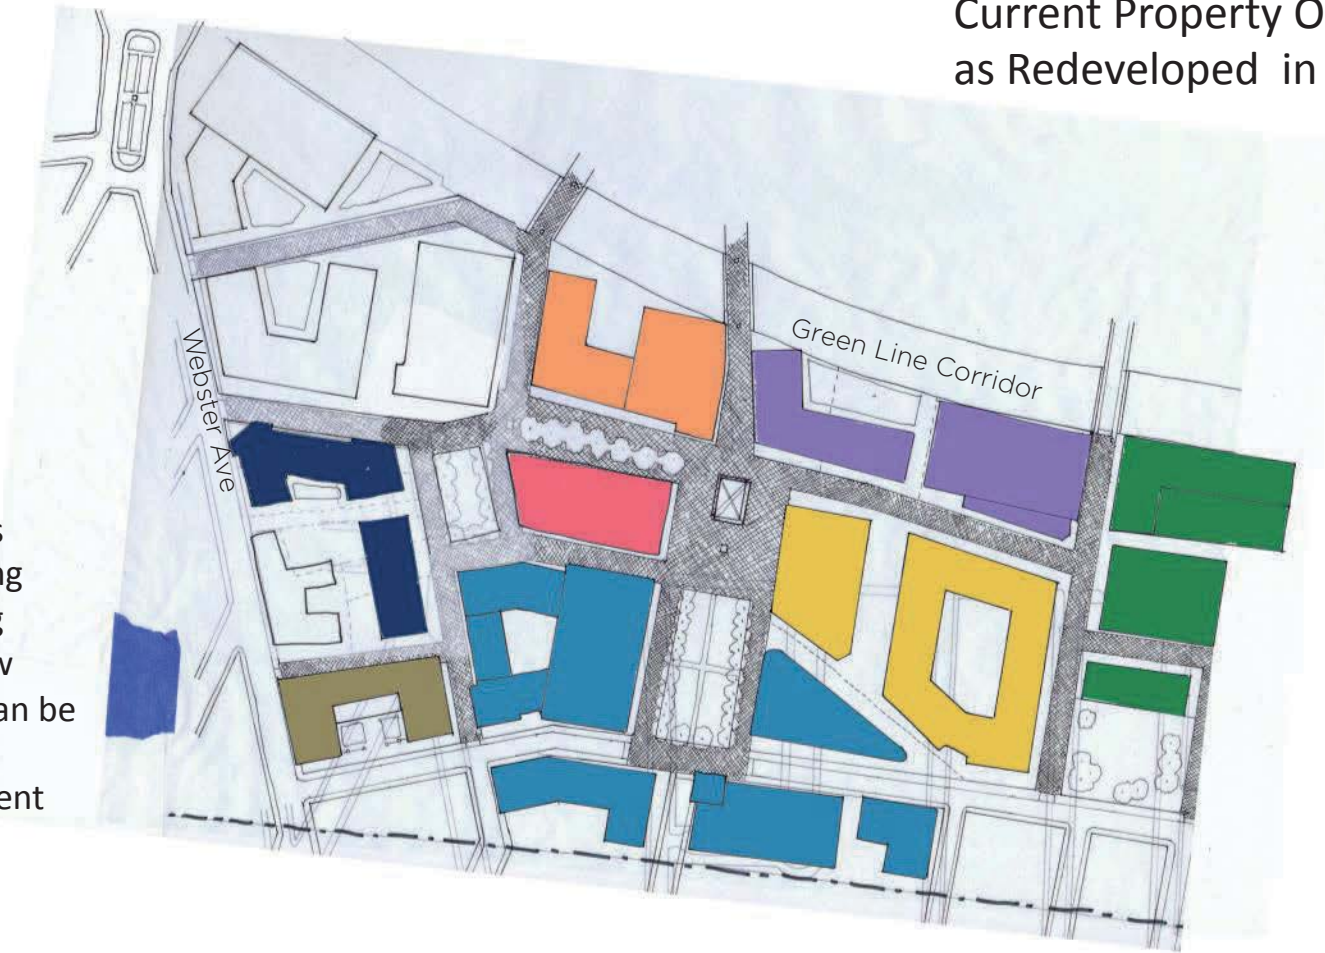 Current Property O
as Redeveloped in
Green Line Corridor
Webster Ave
s
ng
g
w
an be
ent